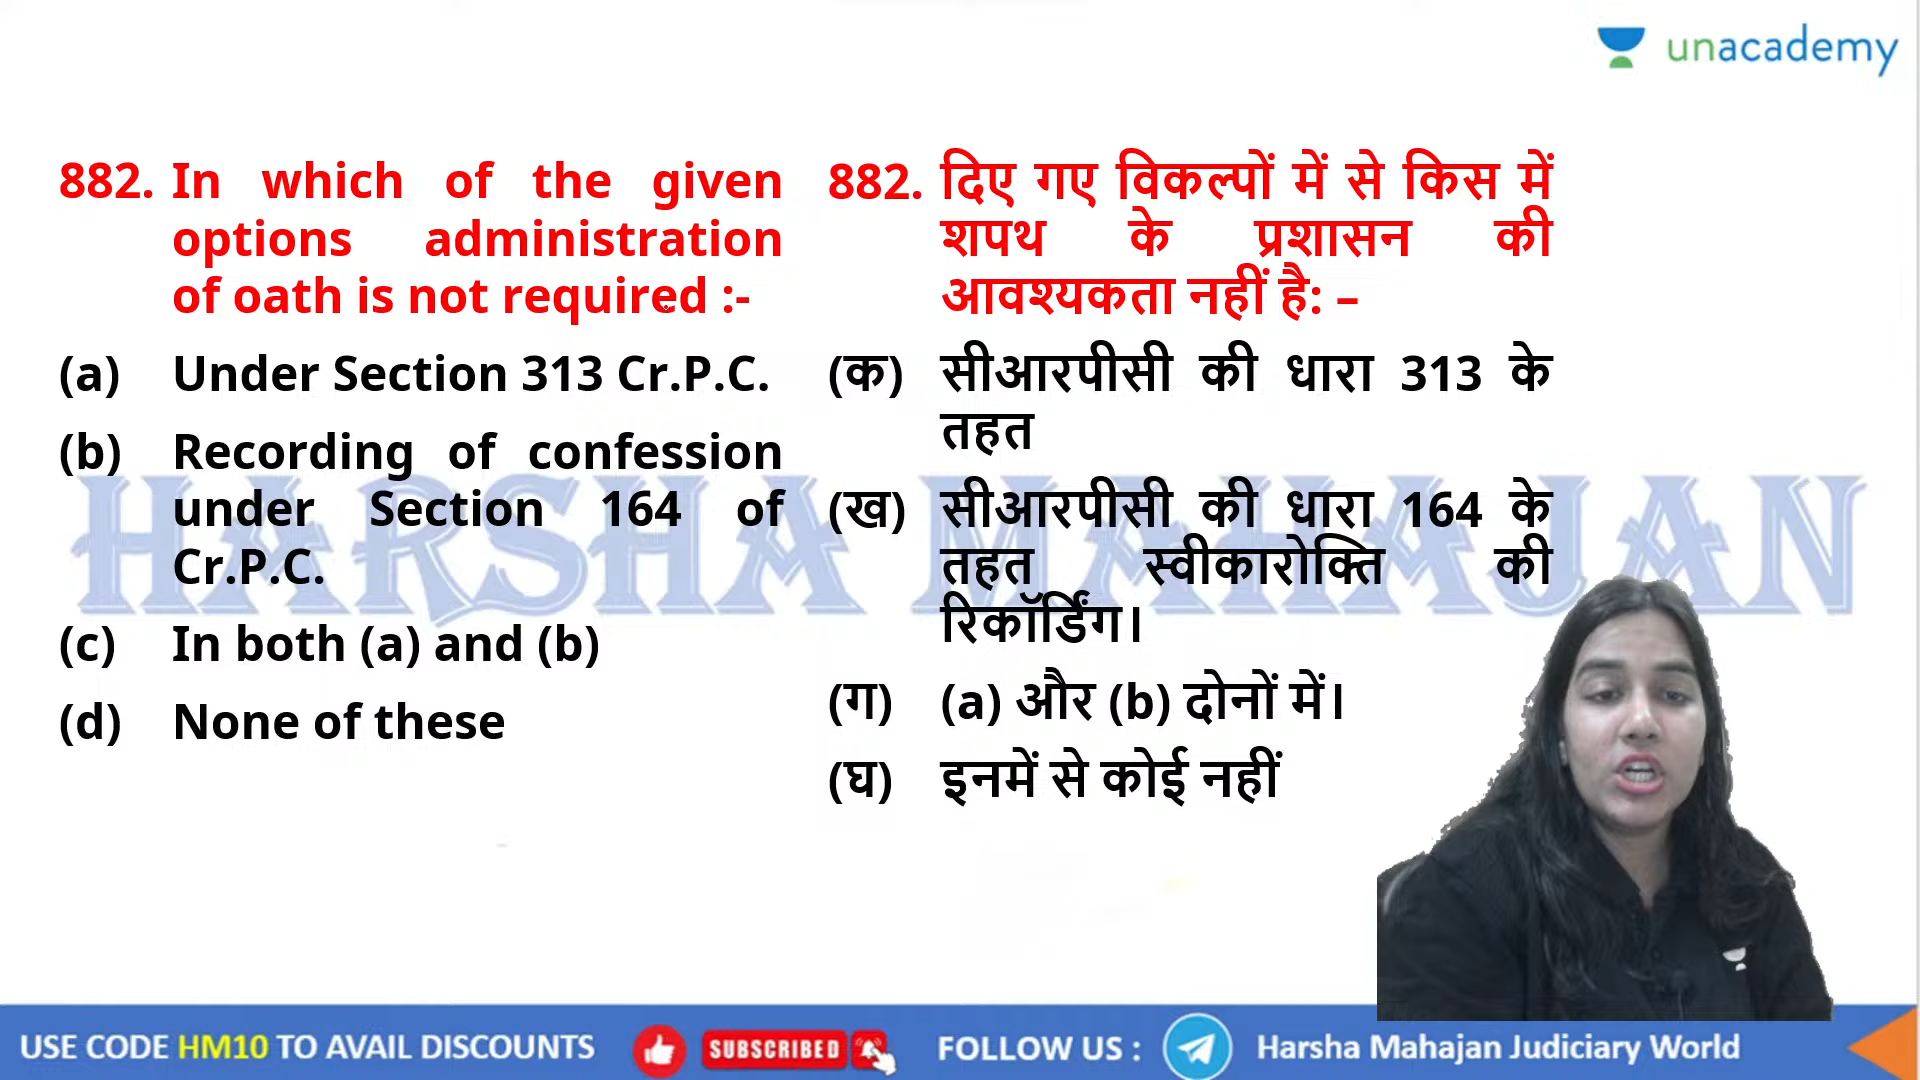 unacademy
882. In which of the given
options administration
of oath is not required :-
(a) Under Section 313 Cr.P.C.
(b) Recording of confession
under Section 164 of
Cr.P.C.
(c) In both (a) and (b)
(d) None of these
882. दिए गए विकल्पों में से किस में
शपथ के प्रशासन की
आवश्यकता नहीं है: –
(क) सीआरपीसी की धारा 313 के
तहत
(ख) सीआरपीसी की धारा 164 के
तहत स्वीकारोक्ति की
रिकॉर्डिंग।
(ग) (a) और (b) दोनों में।
(घ) इनमें से कोई नहीं
HARSHA MAHAJAN
USE CODE HM10 TO AVAIL DISCOUNTS
SUBSCRIBED
FOLLOW US :
Harsha Mahajan Judiciary World